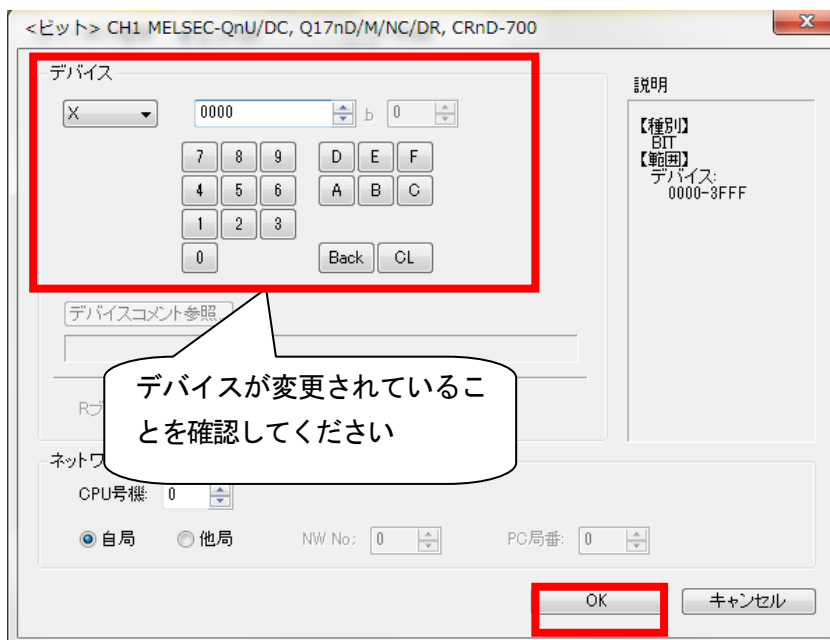 <ビット> CH1 MELSEC-QnU/DC, Q17nD/M/NC/DR, CRnD-700
デバイス
X 0000 b 0
7 8 9 D E F
4 5 6 A B C
1 2 3
0 Back CL
説明
【種別】
BIT
【範囲】
デバイス:
0000-3FFF
デバイスコメント参照...
デバイスが変更されているこ
とを確認してください
Rブ
ネットワ
CPU号機: 0
自局 他局 NW No: 0 PC局番: 0
OK キャンセル